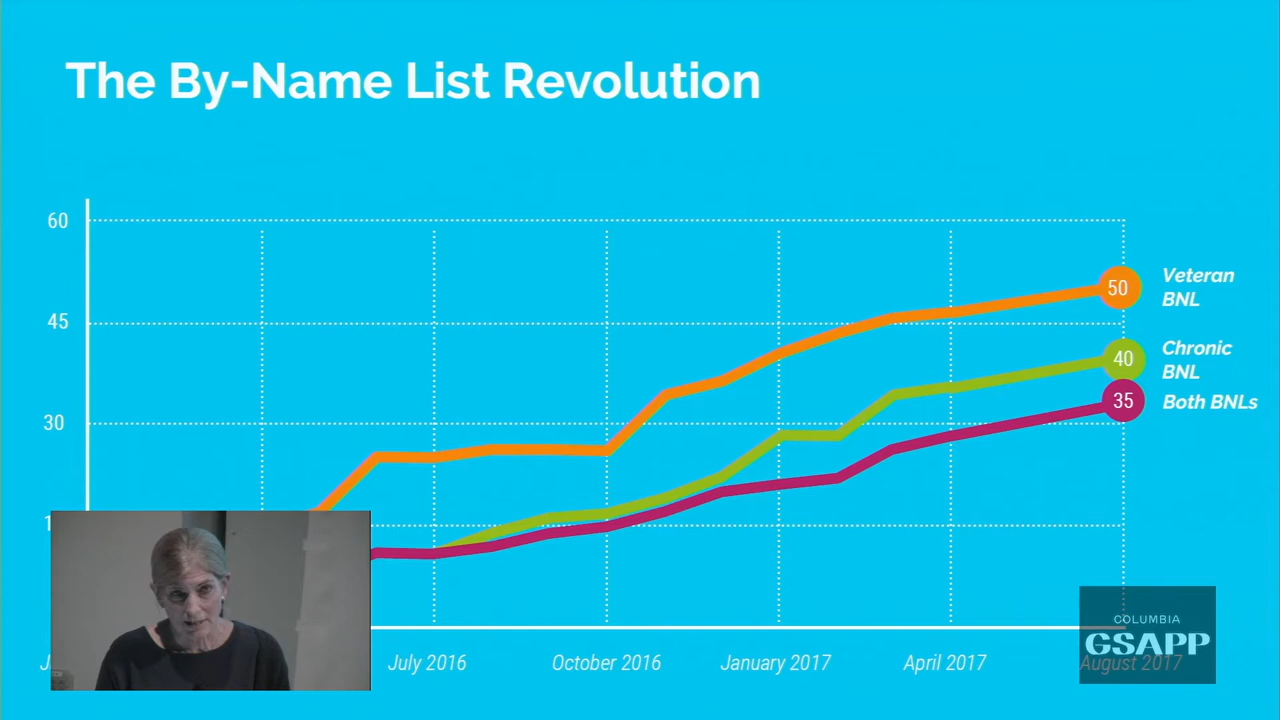 The By-Name List Revolution
60
45
30
50
Veteran
BNL
40
Chronic
BNL
35
Both BNLs
July 2016
October 2016
January 2017
April 2017
August 2017
COLUMBIA
GSAPP